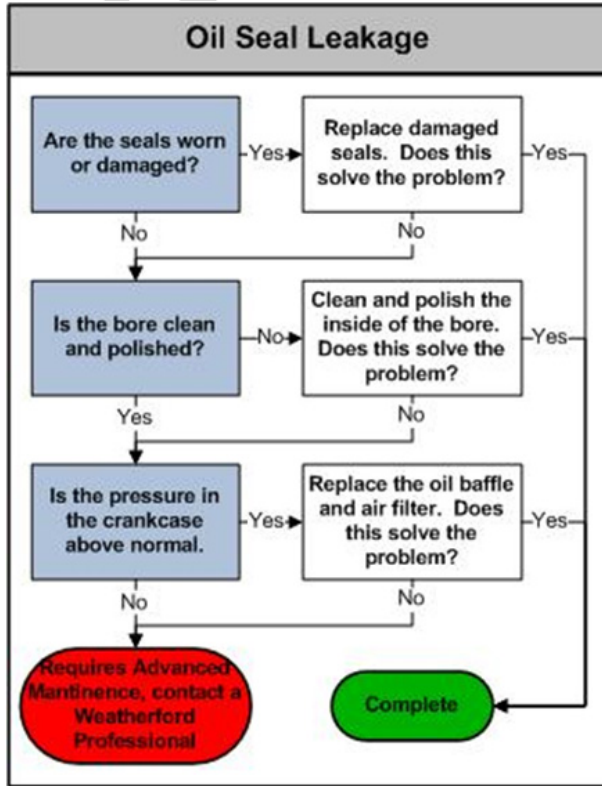 Oil Seal Leakage
Are the seals worn
or damaged?
Yes
Replace damaged
seals. Does this
solve the problem?
Yes
No
No
Is the bore clean
and polished?
No
Clean and polish the
inside of the bore.
Does this solve the
problem?
Yes
Yes
No
Is the pressure in
the crankcase
above normal.
Yes
Replace the oil baffle
and air filter. Does
this solve the
problem?
Yes
No
No
Requires Advanced
Mantinence, contact a
Weatherford
Professional
Complete